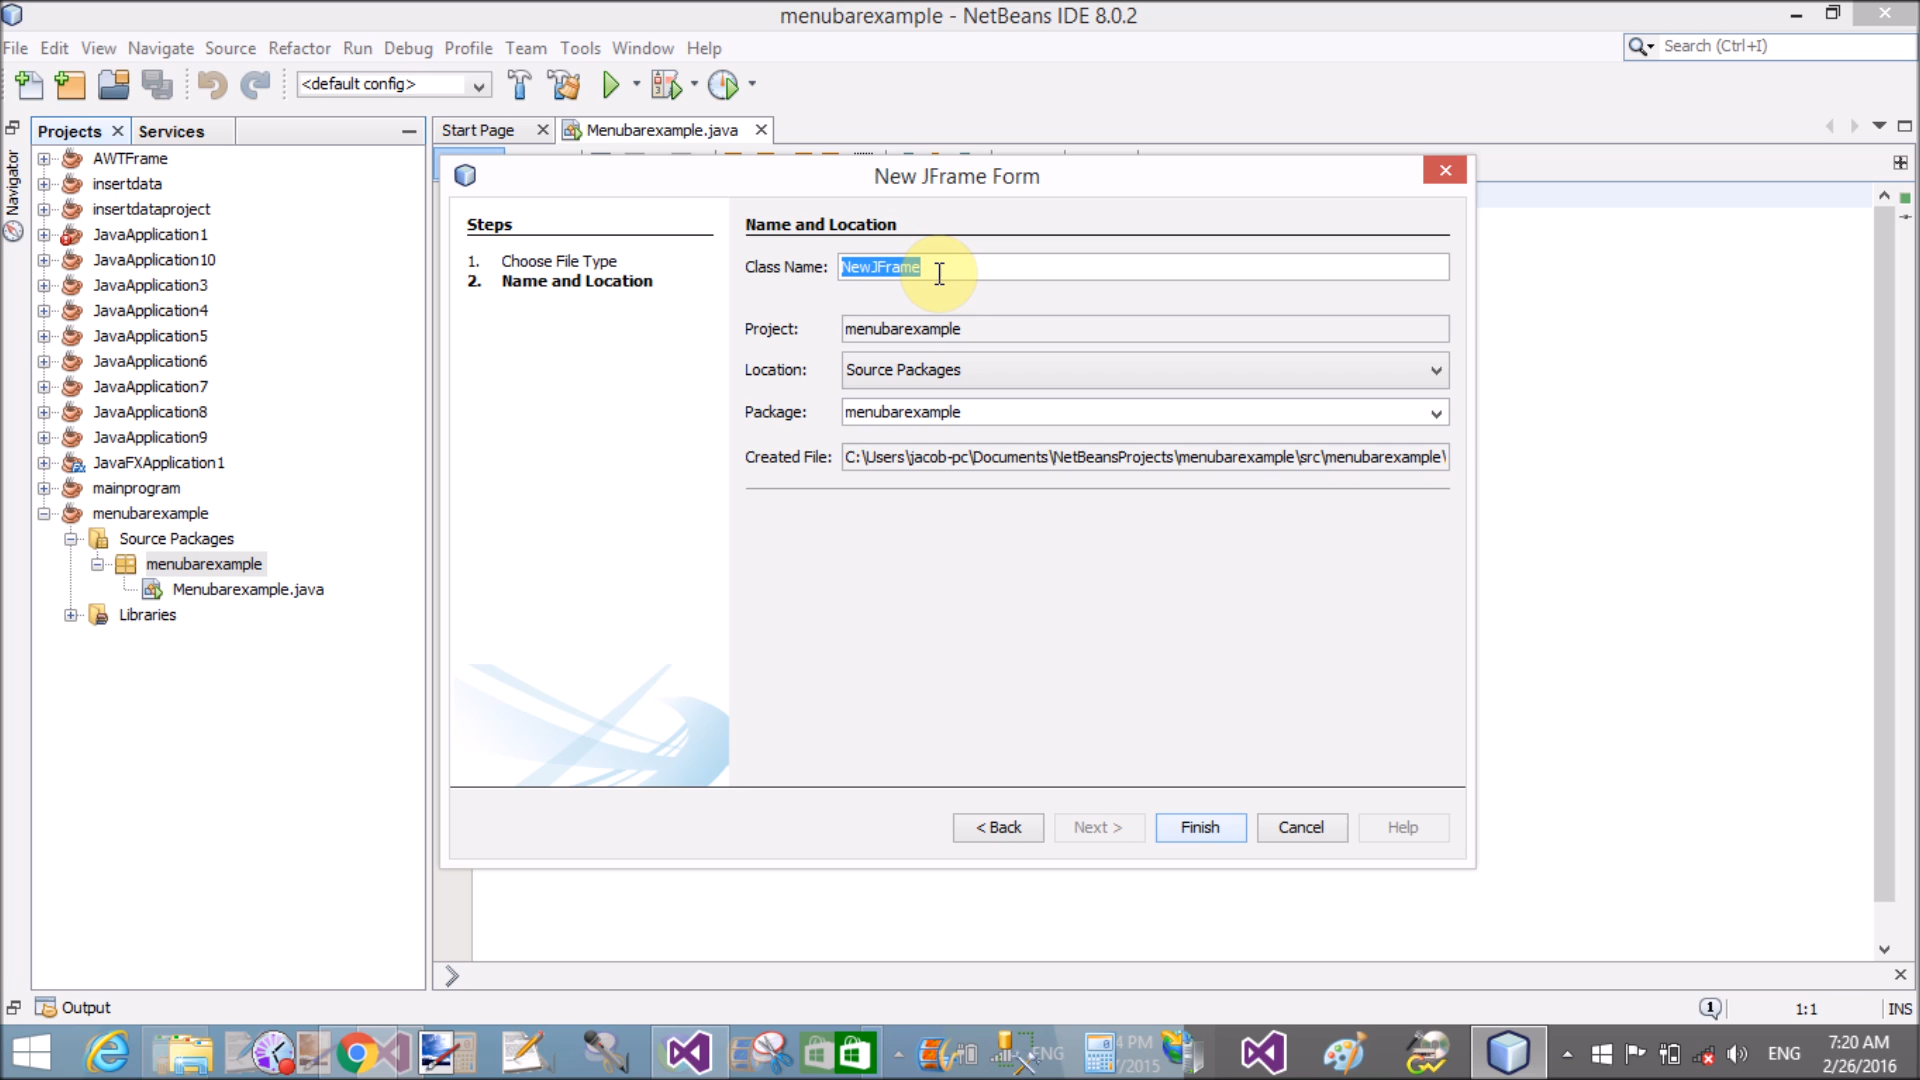 menubarexample - NetBeans IDE 8.0.2
File Edit View Navigate Source Refactor Run Debug Profile Team Tools Window Help
Search (Ctrl+I)
<default config>
Projects
Services
Start Page
Menubarexample.java
Navigator
AWTFrame
insertdata
insertdataproject
JavaApplication1
JavaApplication10
JavaApplication3
JavaApplication4
JavaApplication5
JavaApplication6
JavaApplication7
JavaApplication8
JavaApplication9
JavaFXApplication1
mainprogram
menubarexample
Source Packages
menubarexample
Menubarexample.java
Libraries
New JFrame Form
Steps
1. Choose File Type
2. Name and Location
Name and Location
Class Name: NewJFrame
Project: menubarexample
Location: Source Packages
Package: menubarexample
Created File: C:\Users\jacob-pc\Documents\NetBeansProjects\menubarexample\src\menubarexample\
< Back
Next >
Finish
Cancel
Help
Output
1
1:1
INS
ENG
4 PM
/2015
ENG
7:20 AM
2/26/2016